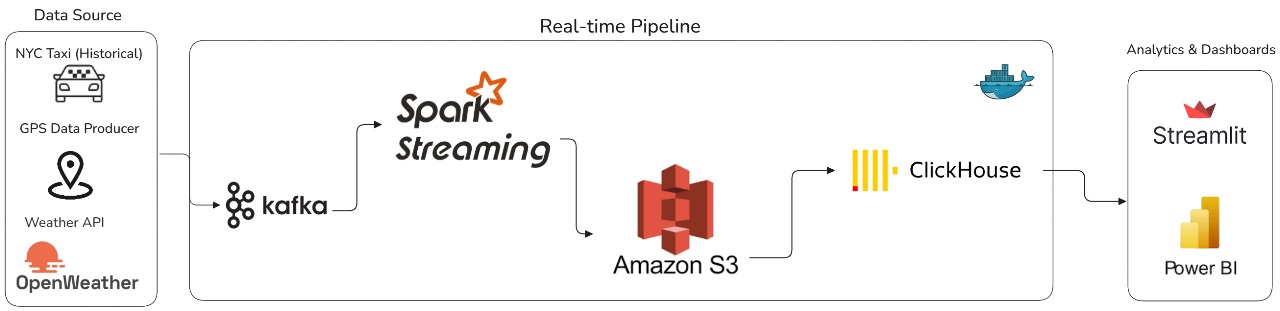 Data Source
NYC Taxi (Historical)
GPS Data Producer
Weather API
OpenWeather
Real-time Pipeline
kafka
Spark
Streaming
Amazon S3
ClickHouse
Analytics & Dashboards
Streamlit
Power BI